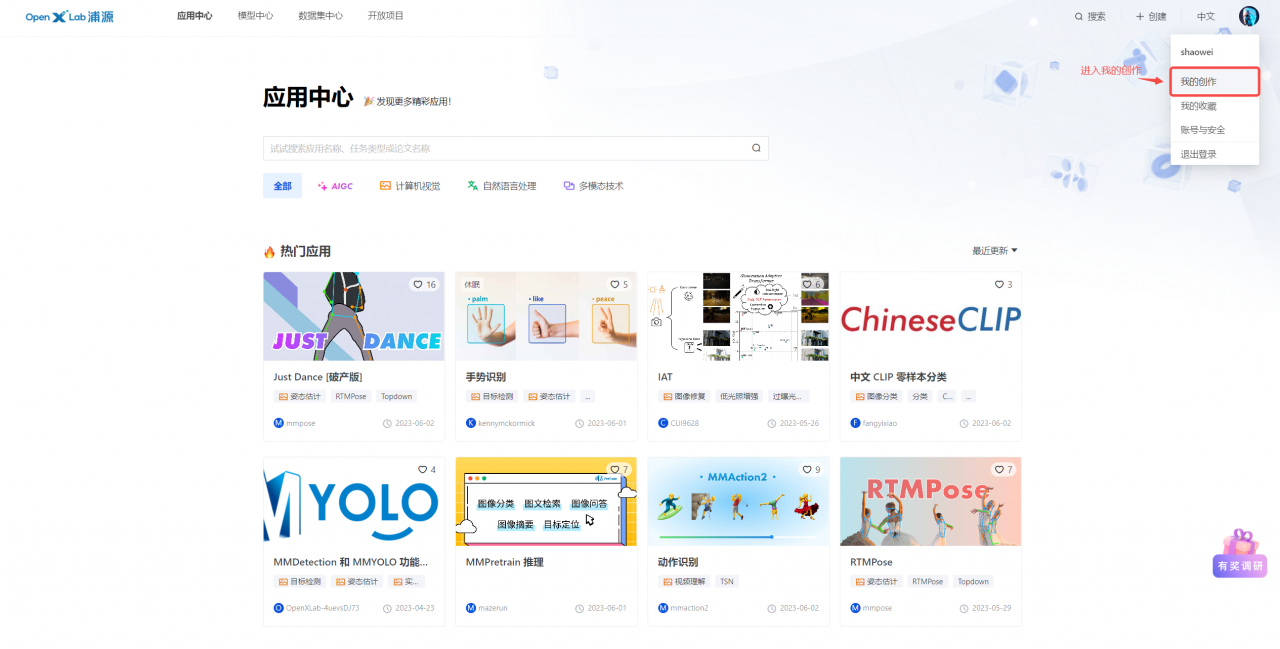 OpenXLab浦源 应用中心 模型中心 数据集中心 开放项目 搜索 创建 中文
shaowei
进入我的创作
我的创作
我的收藏
账号与安全
退出登录
应用中心 🎉 发现更多精彩应用!
试试搜索应用名称、任务类型或论文名称
全部 AIGC 计算机视觉 自然语言处理 多模态技术
🔥 热门应用 最近更新
16
JUST DANCE
Just Dance [破产版]
姿态估计 RTMPose Topdown
M mmpose 2023-06-02
休眠 5
palm like peace
手势识别
目标检测 姿态估计 ...
K kennymckormick 2023-06-01
6
IAT
图像修复 低光照增强 过曝光...
C CUI9628 2023-05-26
3
ChineseCLIP
中文 CLIP 零样本分类
图像分类 分类 C... ...
F fangyixiao 2023-06-02
4
MYOLO
MMDetection 和 MMYOLO 功能...
目标检测 姿态估计 实...
O OpenXLab-4uevsDJ73 2023-04-23
7
图像分类 图文检索 图像问答
图像摘要 目标定位
MMPretrain 推理
M mazerun 2023-06-01
9
MMAction2
动作识别
视频理解 TSN
M mmaction2 2023-06-02
7
RTMPose
RTMPose
姿态估计 RTMPose Topdown
M mmpose 2023-05-29
有奖调研